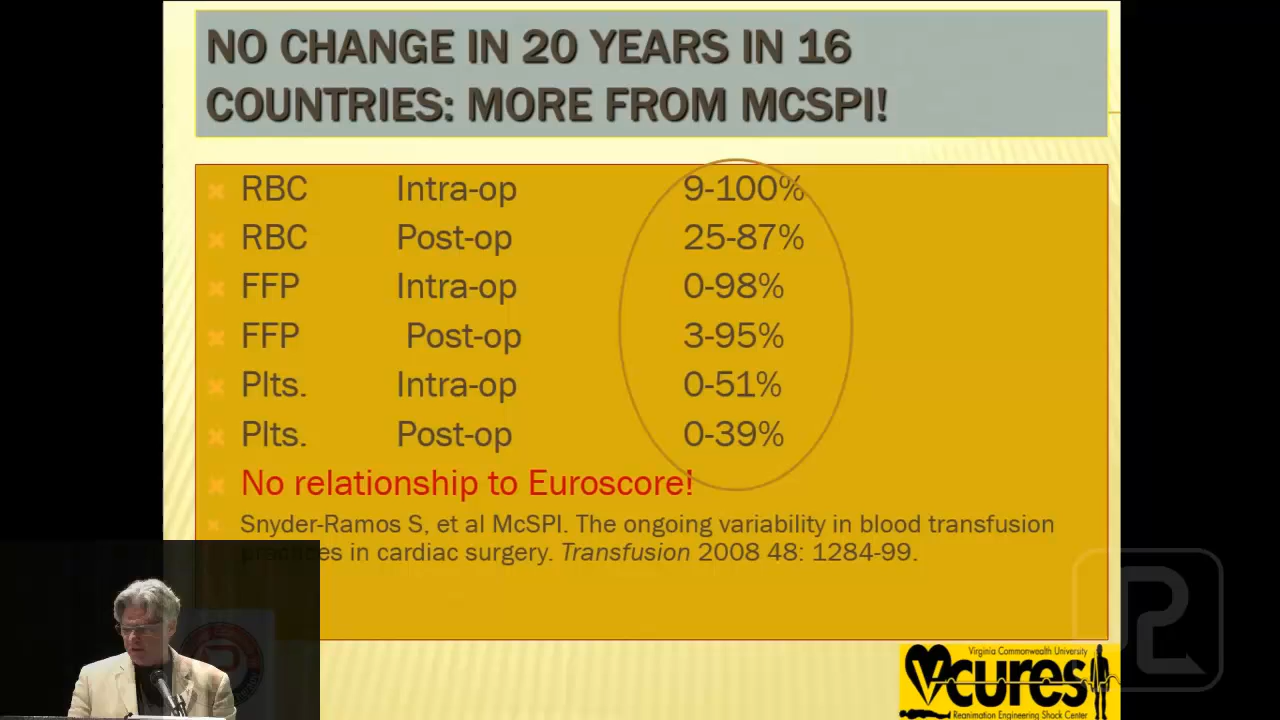 NO CHANGE IN 20 YEARS IN 16
COUNTRIES: MORE FROM MCSPI!
RBC Intra-op 9-100%
RBC Post-op 25-87%
FFP Intra-op 0-98%
FFP Post-op 3-95%
Plts. Intra-op 0-51%
Plts. Post-op 0-39%
No relationship to Euroscore!
Snyder-Ramos S, et al McSPI. The ongoing variability in blood transfusion
practices in cardiac surgery. Transfusion 2008 48: 1284-99.
Virginia Commonwealth University
Vcures
Reanimation Engineering Shock Center